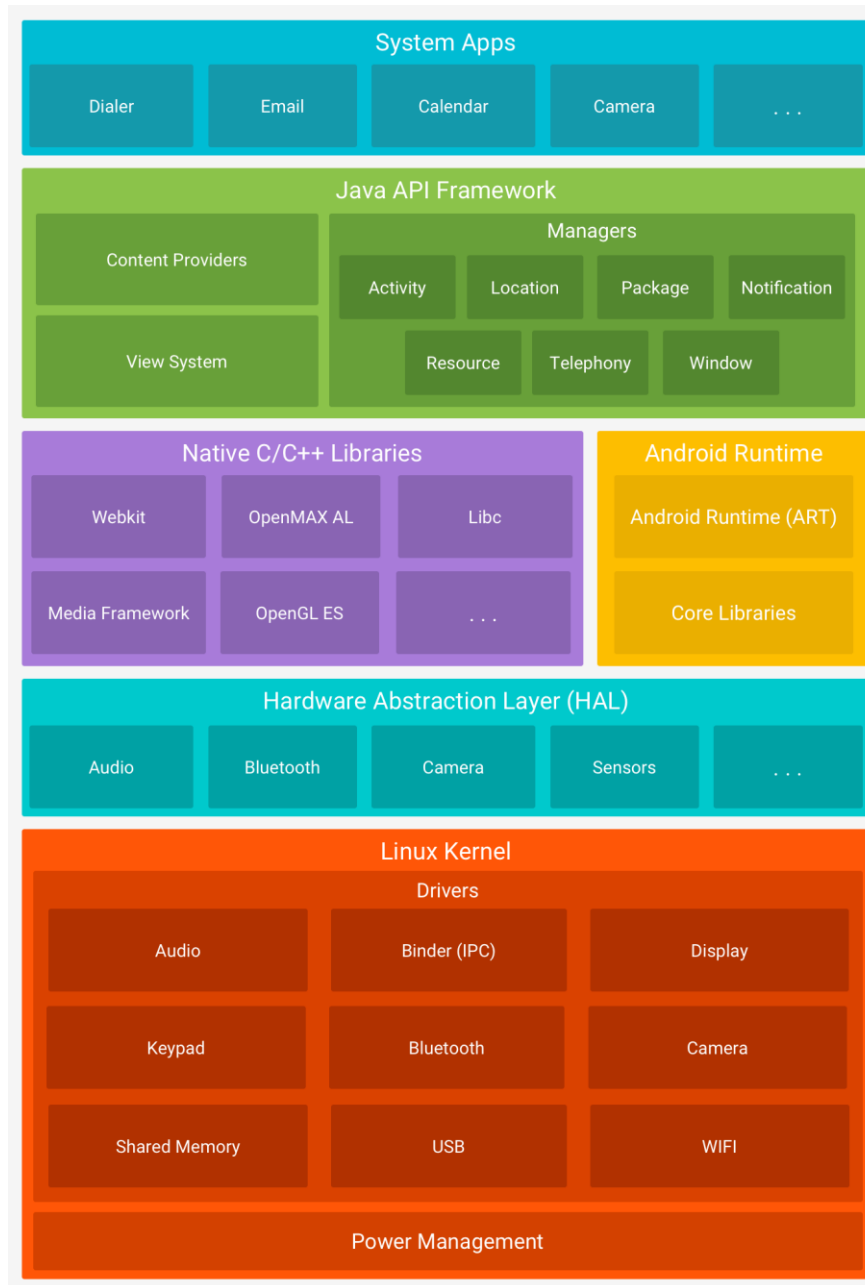 System Apps
Dialer
Email
Calendar
Camera
. . .
Java API Framework
Content Providers
View System
Managers
Activity
Location
Package
Notification
Resource
Telephony
Window
Native C/C++ Libraries
Webkit
OpenMAX AL
Libc
Media Framework
OpenGL ES
. . .
Android Runtime
Android Runtime (ART)
Core Libraries
Hardware Abstraction Layer (HAL)
Audio
Bluetooth
Camera
Sensors
. . .
Linux Kernel
Drivers
Audio
Binder (IPC)
Display
Keypad
Bluetooth
Camera
Shared Memory
USB
WIFI
Power Management